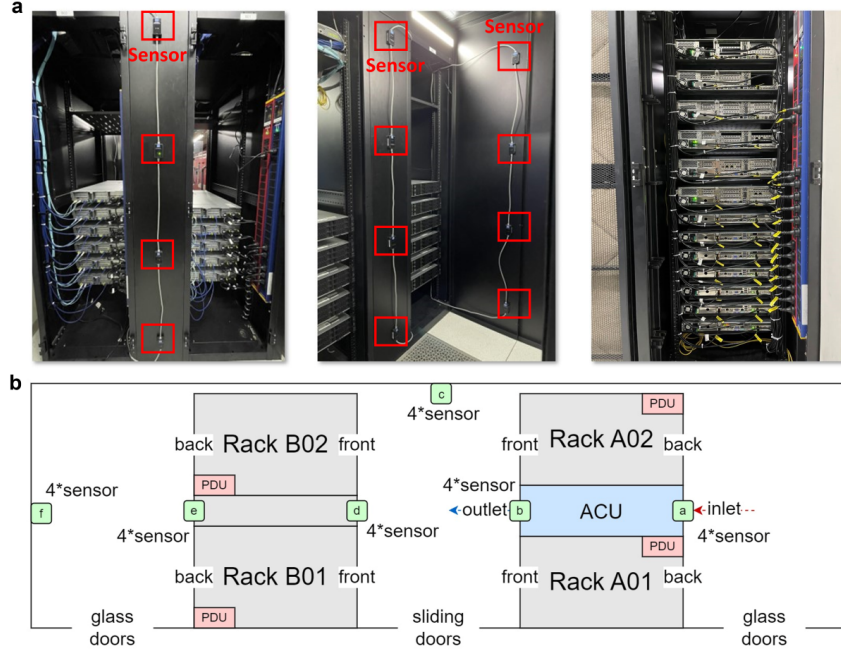 a
Sensor
Sensor
Sensor
b
c
4*sensor
PDU
back
Rack B02
front
front
Rack A02
back
4*sensor
PDU
4*sensor
f
e
d
outlet
b
ACU
a
inlet
4*sensor
4*sensor
4*sensor
PDU
back
Rack B01
front
front
Rack A01
back
PDU
glass
doors
sliding
doors
glass
doors